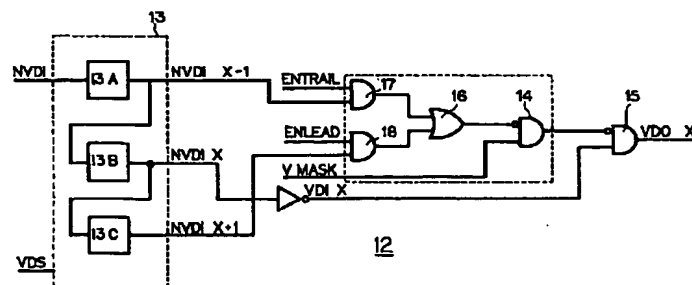 13
NVDI
13A
NVDI X-1
ENTRAIL
17
16
14
15
VDO X
ENLEAD
18
13B
NVDI X
V MASK
VDI X
13C
NVDI X+1
12
VDS